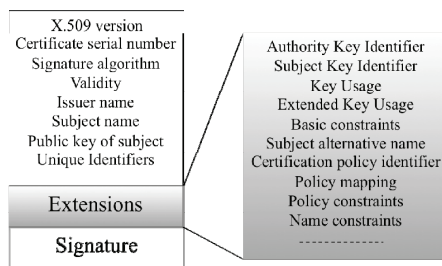 X.509 version
Certificate serial number
Signature algorithm
Validity
Issuer name
Subject name
Public key of subject
Unique Identifiers
Extensions
Signature
Authority Key Identifier
Subject Key Identifier
Key Usage
Extended Key Usage
Basic constraints
Subject alternative name
Certification policy identifier
Policy mapping
Policy constraints
Name constraints
--------------